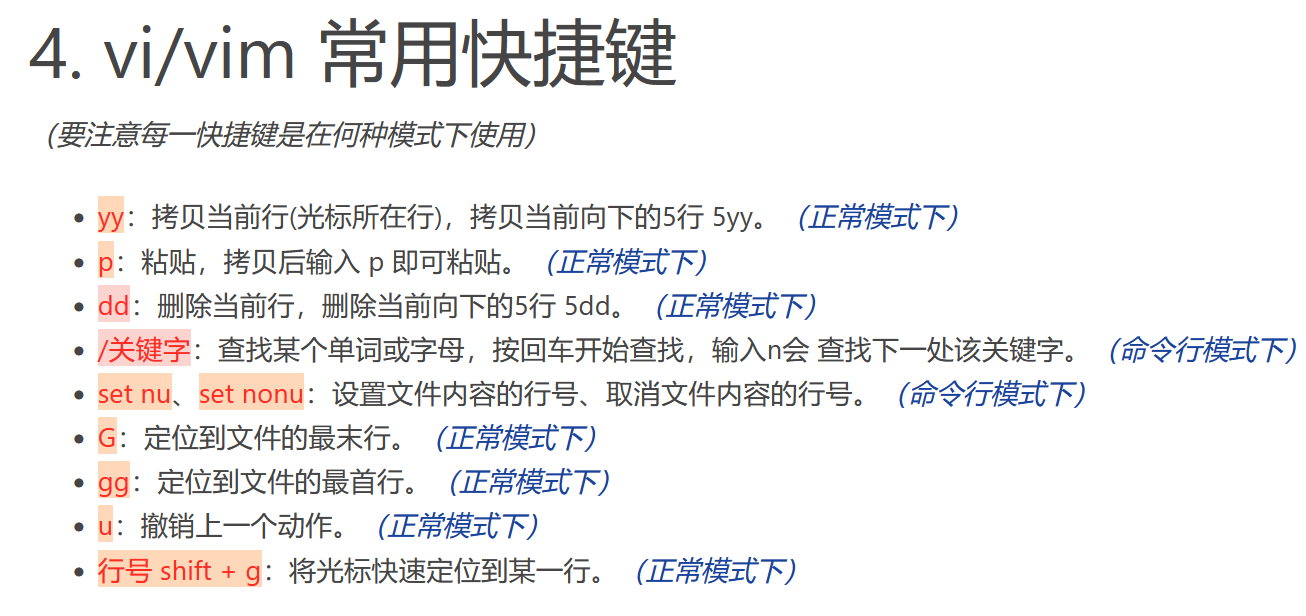 4. vi/vim 常用快捷键
（要注意每一快捷键是在何种模式下使用）
• yy：拷贝当前行(光标所在行)，拷贝当前向下的5行 5yy。（正常模式下）
• p：粘贴，拷贝后输入 p 即可粘贴。（正常模式下）
• dd：删除当前行，删除当前向下的5行 5dd。（正常模式下）
• /关键字：查找某个单词或字母，按回车开始查找，输入n会 查找下一处该关键字。（命令行模式下）
• set nu、set nonu：设置文件内容的行号、取消文件内容的行号。（命令行模式下）
• G：定位到文件的最末行。（正常模式下）
• gg：定位到文件的最首行。（正常模式下）
• u：撤销上一个动作。（正常模式下）
• 行号 shift + g：将光标快速定位到某一行。（正常模式下）